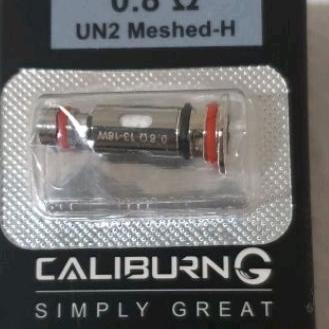 0.8 Ω
UN2 Meshed-H
0.8Ω 13-18W
CALIBURN G
SIMPLY GREAT